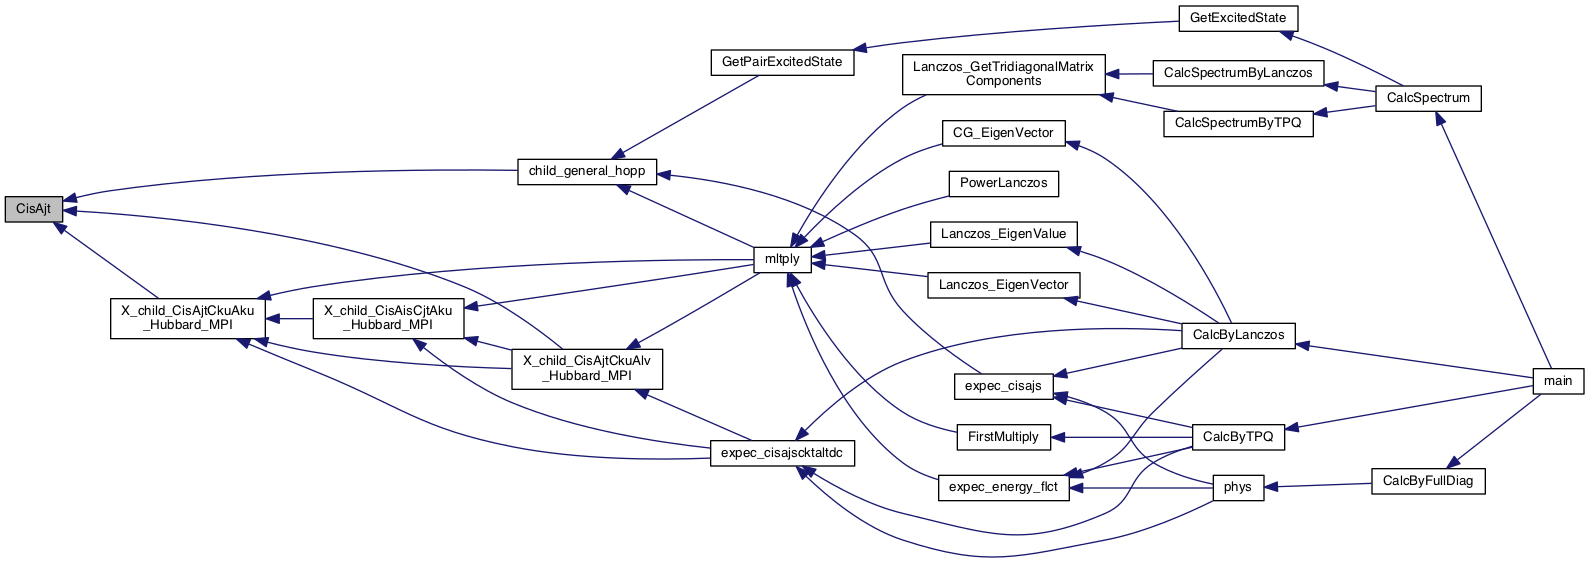 GetExcitedState
GetPairExcitedState
Lanczos_GetTridiagonalMatrix
Components
CalcSpectrumByLanczos
CalcSpectrum
CalcSpectrumByTPQ
CG_EigenVector
child_general_hopp
PowerLanczos
CisAjt
Lanczos_EigenValue
mltply
Lanczos_EigenVector
X_child_CisAjtCkuAku
_Hubbard_MPI
X_child_CisAisCjtAku
_Hubbard_MPI
CalcByLanczos
X_child_CisAjtCkuAlv
_Hubbard_MPI
expec_cisajs
main
FirstMultiply
CalcByTPQ
expec_cisajscktaltdc
expec_energy_flct
phys
CalcByFullDiag